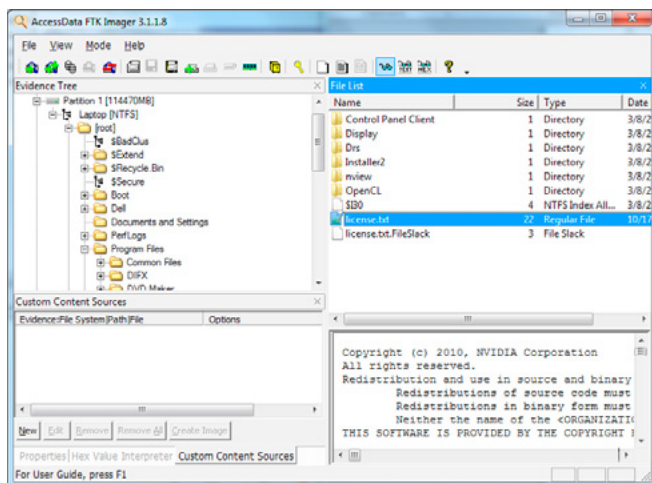 AccessData FTK Imager 3.1.1.8
File View Mode Help
Evidence Tree
Partition 1 [114470MB]
Laptop [NTFS]
[root]
$BadClus
$Extend
$Recycle.Bin
$Secure
Boot
Dell
Documents and Settings
PerfLogs
Program Files
Common Files
DIFX
DVD Maker
Custom Content Sources
Evidence:File System|Path|File Options
New Edit Remove Remove All Create Image
Properties Hex Value Interpreter Custom Content Sources
For User Guide, press F1
File List
Name Size Type Date
Control Panel Client 1 Directory 3/8/2
Display 1 Directory 3/8/2
Drs 1 Directory 3/8/2
Installer2 1 Directory 3/8/2
nview 1 Directory 3/8/2
OpenCL 1 Directory 3/8/2
$I30 4 NTFS Index All... 3/8/2
license.txt 22 Regular File 10/17
license.txt.FileSlack 3 File Slack
Copyright (c) 2010, NVIDIA Corporation
All rights reserved.
Redistribution and use in source and binary
Redistributions of source code must
Redistributions in binary form must
Neither the name of the <ORGANIZATI
THIS SOFTWARE IS PROVIDED BY THE COPYRIGHT